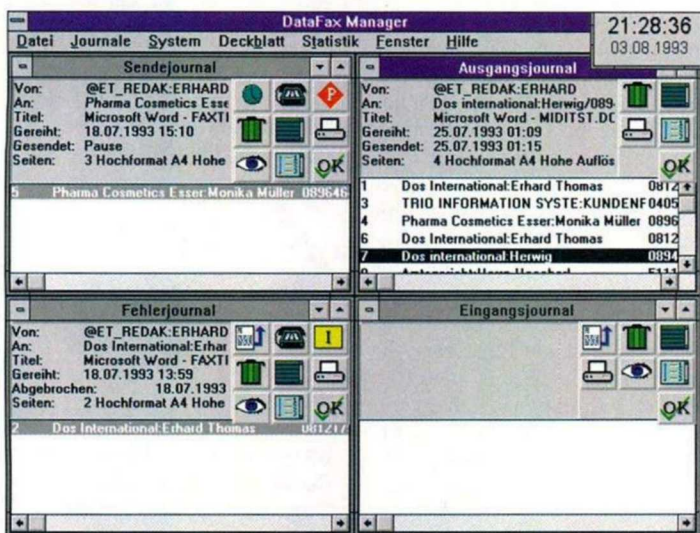 DataFax Manager
21:28:36
03.08.1993
Datei Journale System Deckblatt Statistik Fenster Hilfe
Sendejournal
Von: @ET_REDAK:ERHARD
An: Pharma Cosmetics Esse
Titel: Microsoft Word - FAXTI
Gereiht: 18.07.1993 15:10
Gesendet: Pause
Seiten: 3 Hochformat A4 Hohe
P
OK
5 Pharma Cosmetics Esser:Monika Müller 089646
Ausgangsjournal
Von: @ET_REDAK:ERHARD
An: Dos international:Herwig/089-
Titel: Microsoft Word - MIDITST.DC
Gereiht: 25.07.1993 01:09
Gesendet: 25.07.1993 01:15
Seiten: 4 Hochformat A4 Hohe Auflös
OK
1 Dos International:Erhard Thomas 0812
3 TRIO INFORMATION SYSTE:KUNDENF 0405
4 Pharma Cosmetics Esser:Monika Müller 0896
6 Dos International:Erhard Thomas 0812
7 Dos international:Herwig 0894
Fehlerjournal
Von: @ET_REDAK:ERHARD
An: Dos International:Erhar
Titel: Microsoft Word - FAXTI
Gereiht: 18.07.1993 13:59
Abgebrochen: 18.07.1993
Seiten: 2 Hochformat A4 Hohe
1
OK
2 Dos International:Erhard Thomas 081217
Eingangsjournal
OK